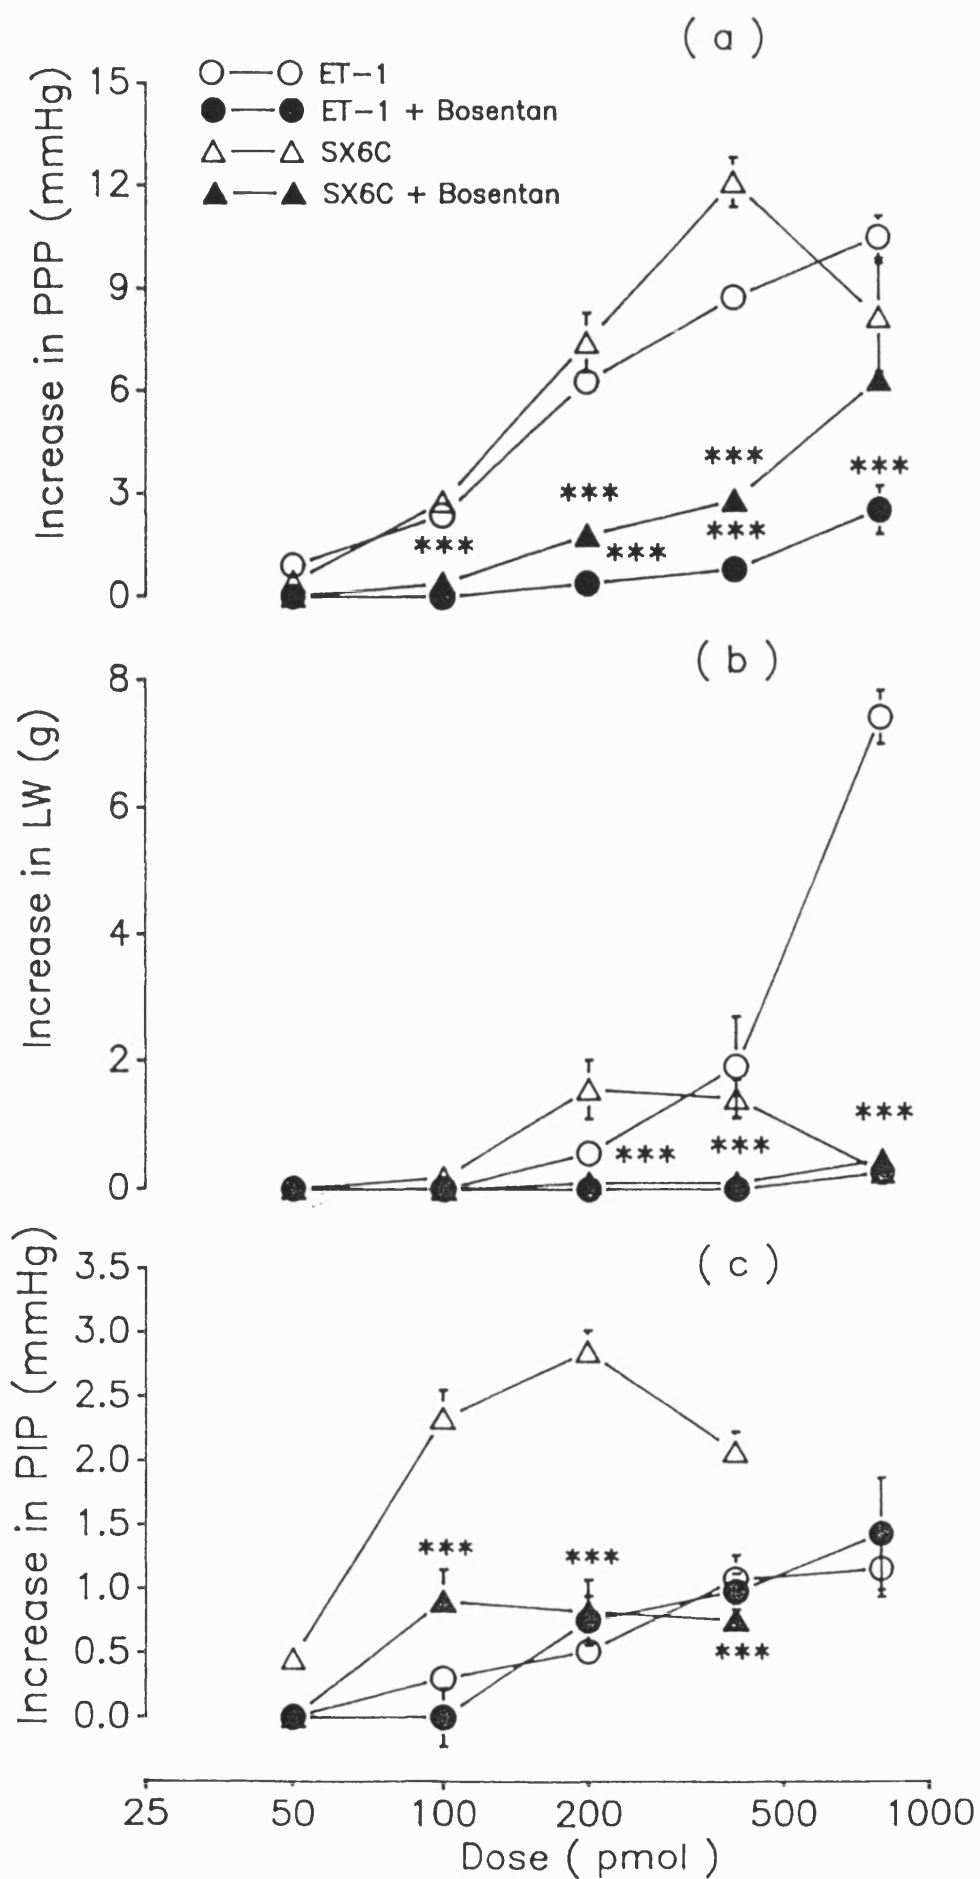 ( a )
Increase in PPP (mmHg)
15
12
9
6
3
0
ET-1
ET-1 + Bosentan
SX6C
SX6C + Bosentan
***
***
***
***
***
***
( b )
Increase in LW (g)
8
6
4
2
0
***
***
***
( c )
Increase in PIP (mmHg)
3.5
3.0
2.5
2.0
1.5
1.0
0.5
0.0
***
***
***
25 50 100 200 500 1000
Dose ( pmol )